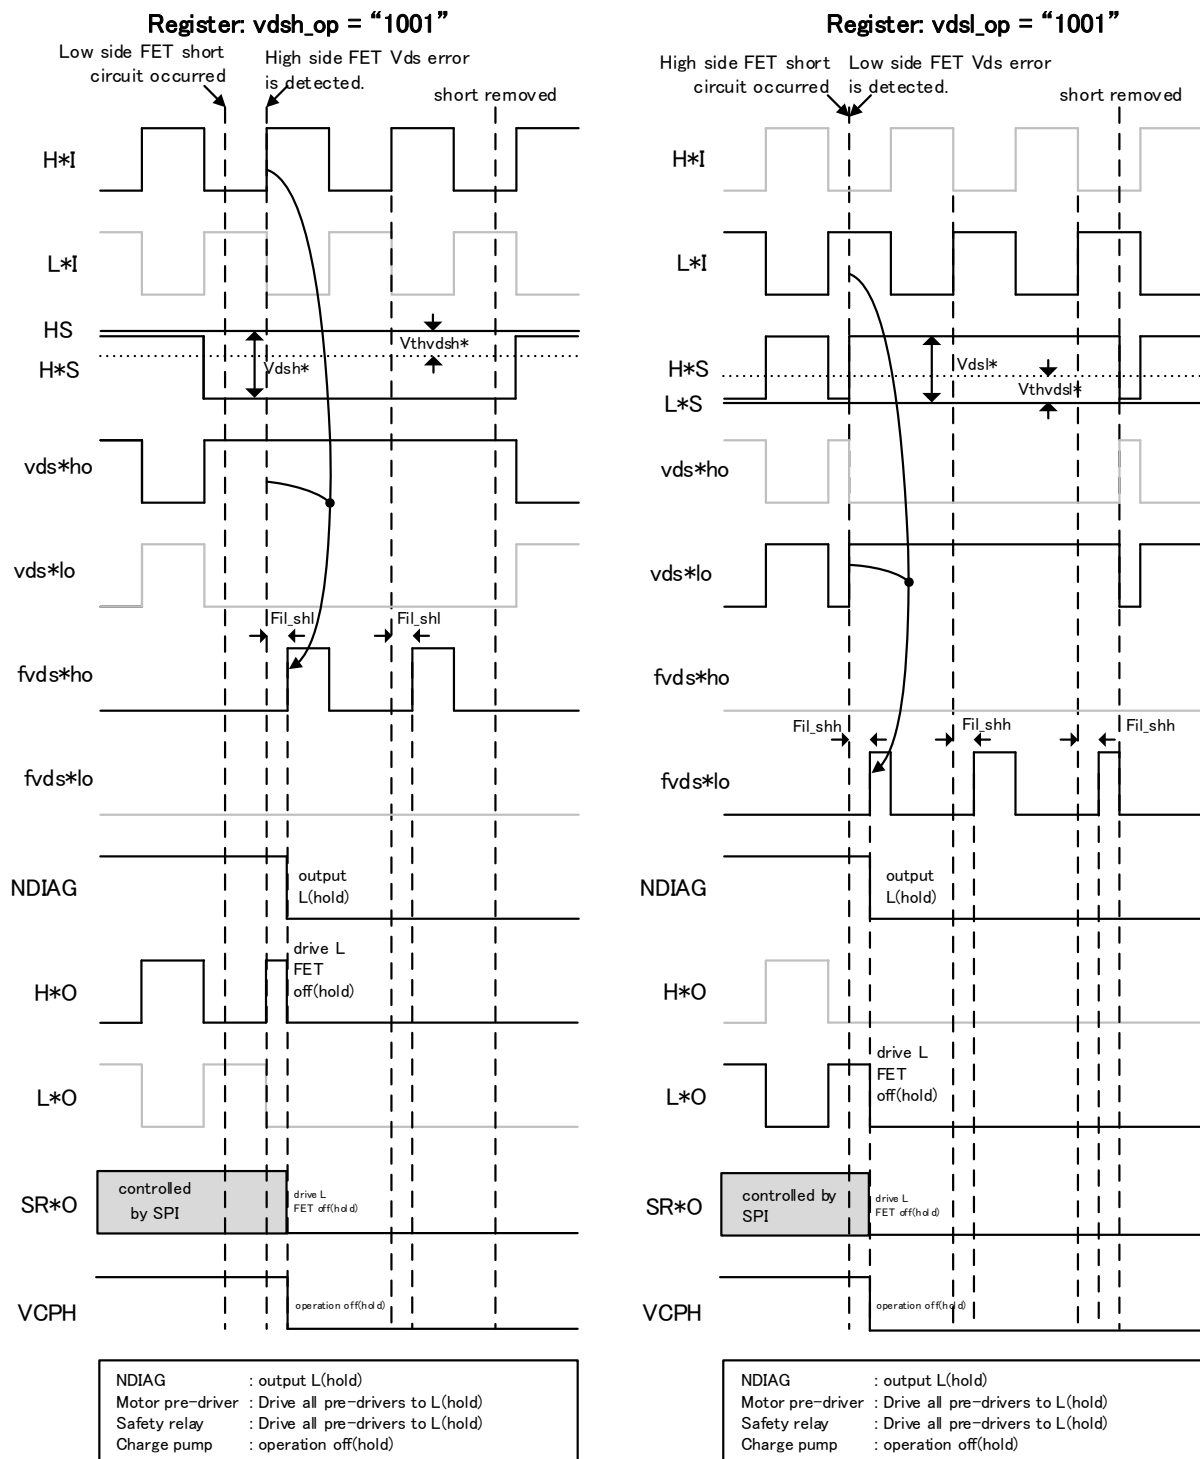 Register: vdsh_op = “1001”
Low side FET short
circuit occurred
High side FET Vds error
is detected.
short removed
H*I
L*I
HS
Vthvdsh*
H*S
Vdsh*
vds*ho
vds*lo
Fil_shl
Fil_shl
fvds*ho
fvds*lo
NDIAG
output
L(hold)
drive L
FET
off(hold)
H*O
L*O
SR*O
controlled
by SPI
drive L
FET off(hold)
VCPH
operation off(hold)
NDIAG : output L(hold)
Motor pre-driver : Drive all pre-drivers to L(hold)
Safety relay : Drive all pre-drivers to L(hold)
Charge pump : operation off(hold)
Register: vdsl_op = “1001”
High side FET short
circuit occurred
Low side FET Vds error
is detected.
short removed
H*I
L*I
H*S
Vdsl*
Vthvdsl*
L*S
vds*ho
vds*lo
fvds*ho
Fil_shh
Fil_shh
Fil_shh
fvds*lo
NDIAG
output
L(hold)
H*O
drive L
FET
off(hold)
L*O
SR*O
controlled by
SPI
drive L
FET off(hold)
VCPH
operation off(hold)
NDIAG : output L(hold)
Motor pre-driver : Drive all pre-drivers to L(hold)
Safety relay : Drive all pre-drivers to L(hold)
Charge pump : operation off(hold)